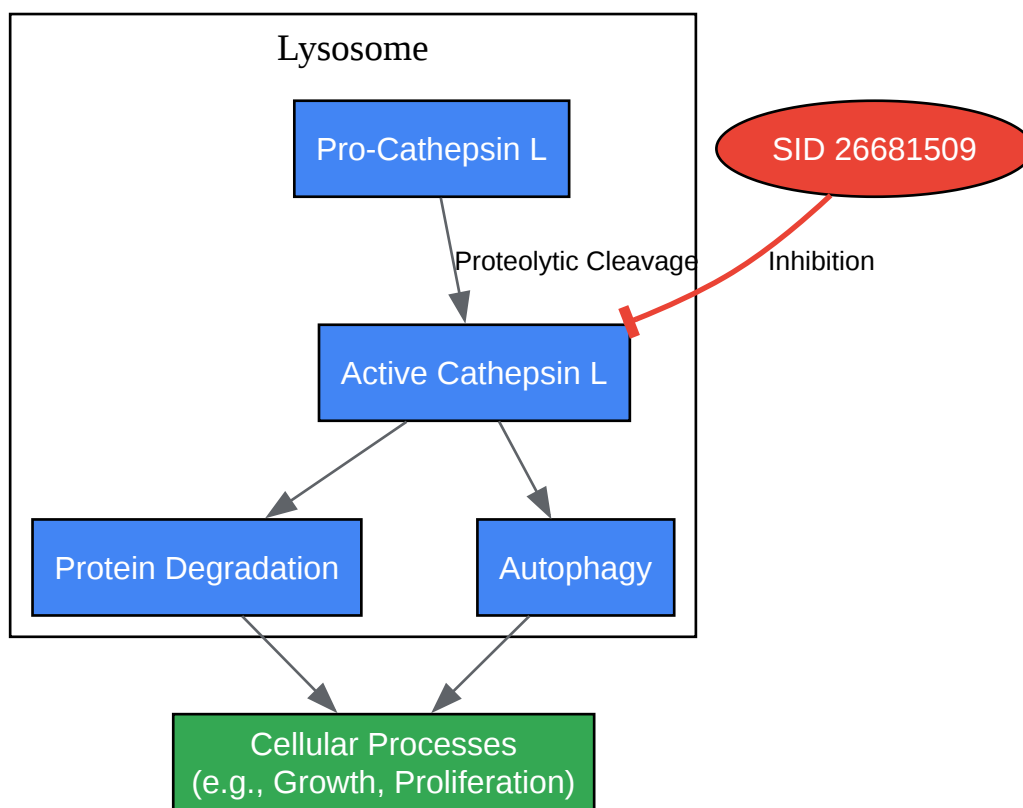 Lysosome
Pro-Cathepsin L
SID 26681509
Proteolytic Cleavage
Inhibition
Active Cathepsin L
Protein Degradation
Autophagy
Cellular Processes
(e.g., Growth, Proliferation)